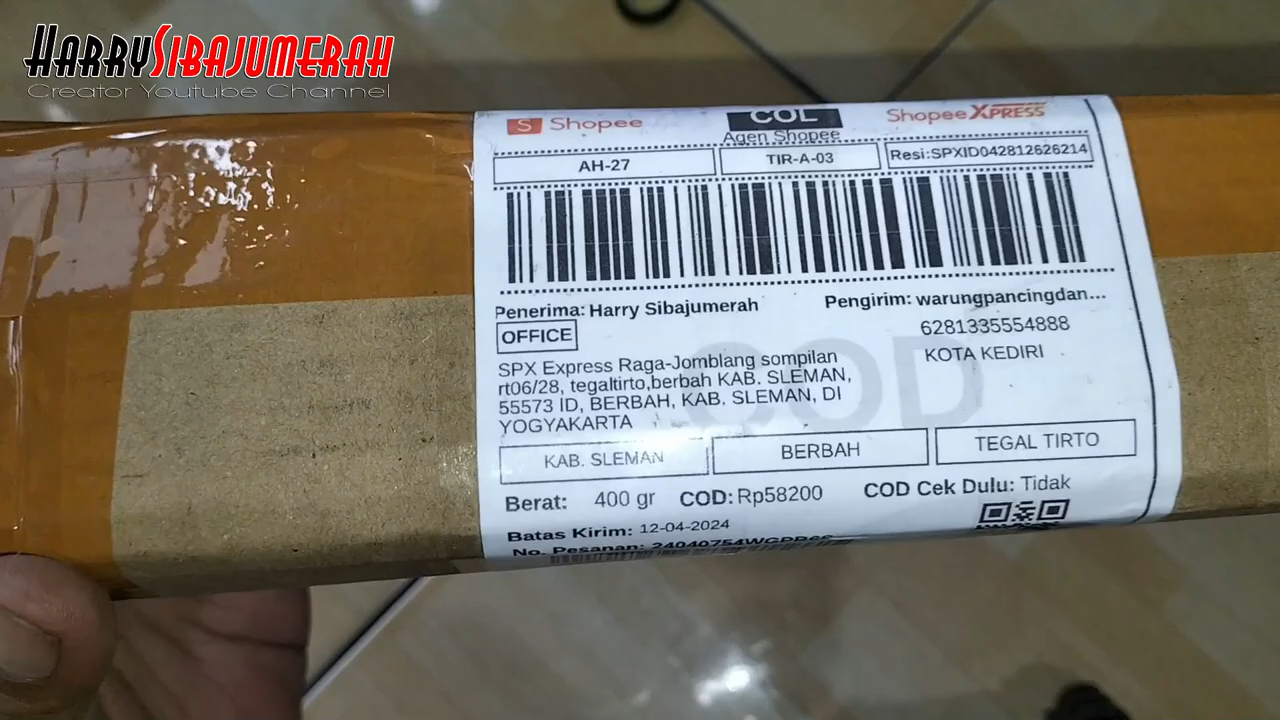 HARRYSIBAJUMERAH
Creator Youtube Channel
Shopee
COL
Agen Shopee
Shopee XPRESS
AH-27
TIR-A-03
Resi:SPXID042812626214
Penerima: Harry Sibajumerah
Pengirim: warungpancingdan...
OFFICE
6281335554888
KOTA KEDIRI
SPX Express Raga-Jomblang sompilan
rt06/28, tegaltirto,berbah KAB. SLEMAN,
55573 ID, BERBAH, KAB. SLEMAN, DI
YOGYAKARTA
COD
KAB. SLEMAN
BERBAH
TEGAL TIRTO
Berat: 400 gr COD: Rp58200 COD Cek Dulu: Tidak
Batas Kirim: 12-04-2024
No. Pesanan: